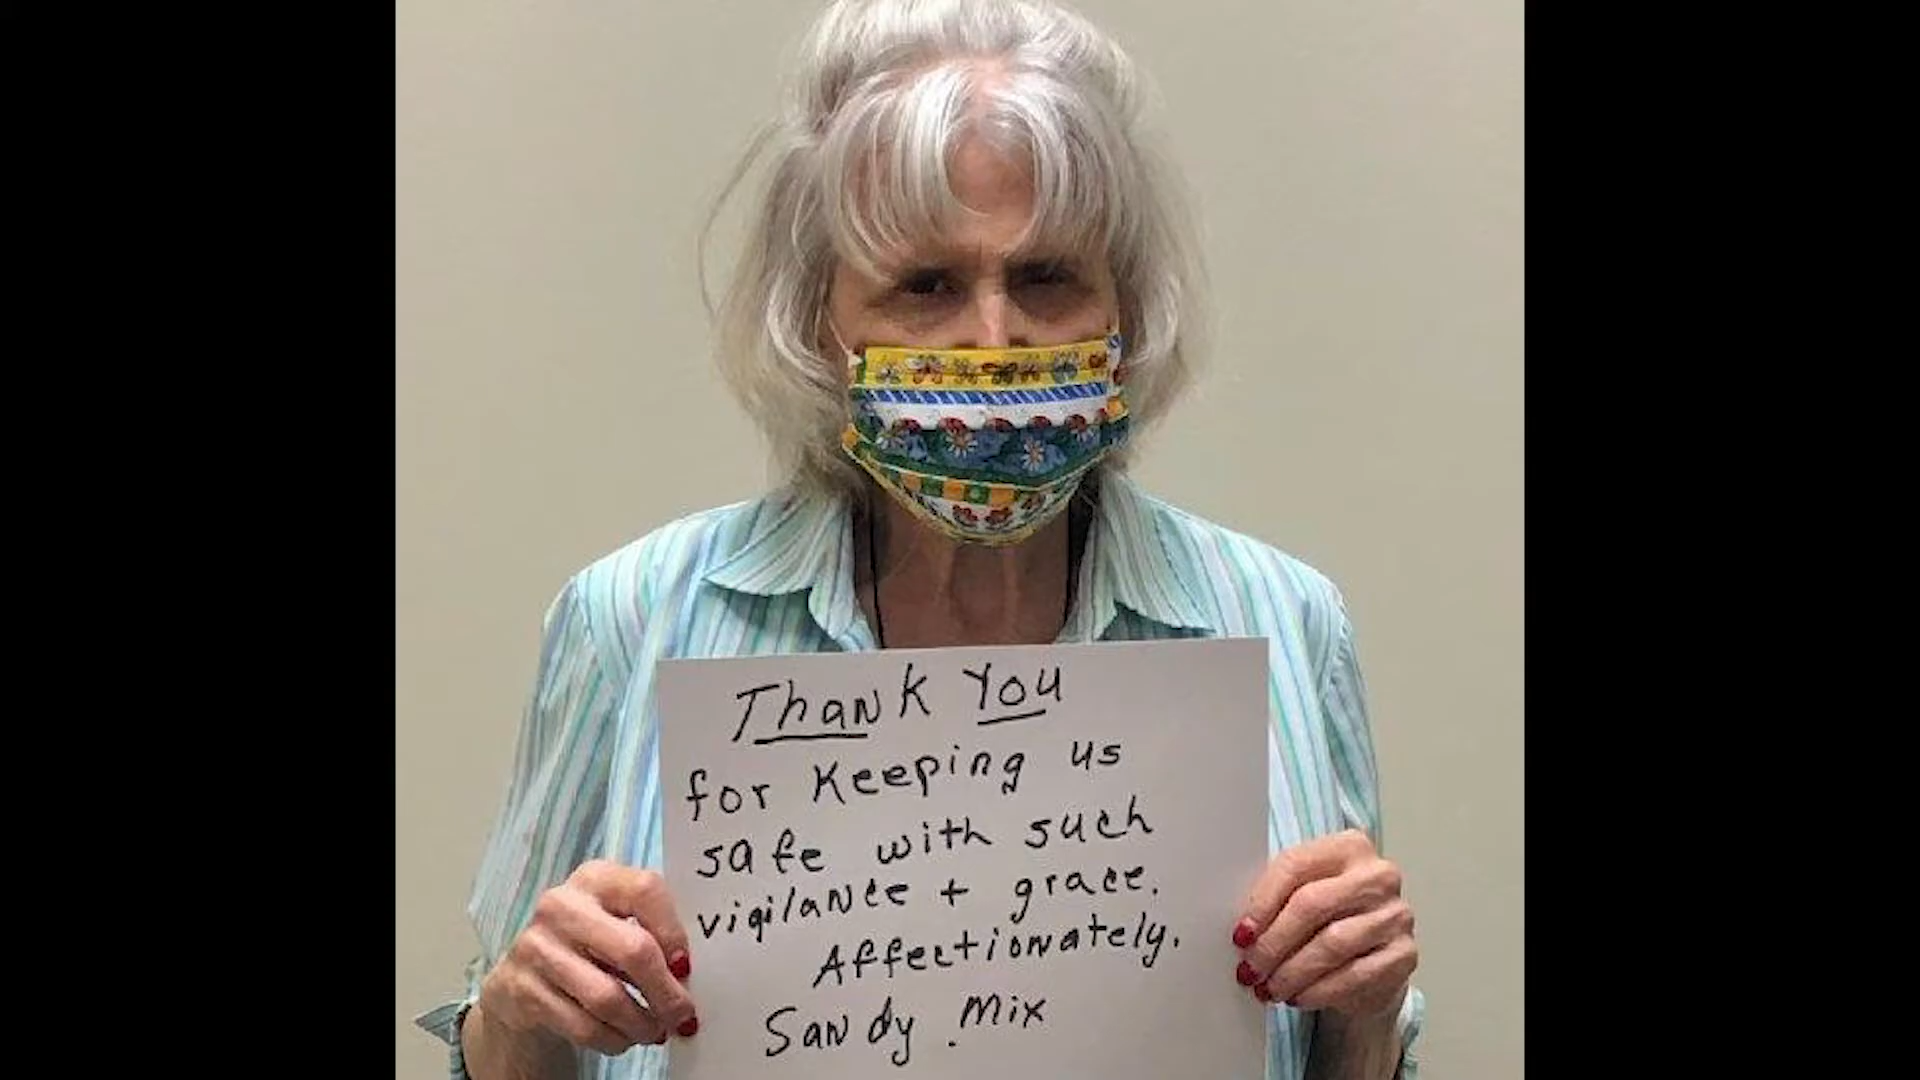 Thank You
for Keeping us
safe with such
vigilance + grace.
Affectionately,
Sandy Mix